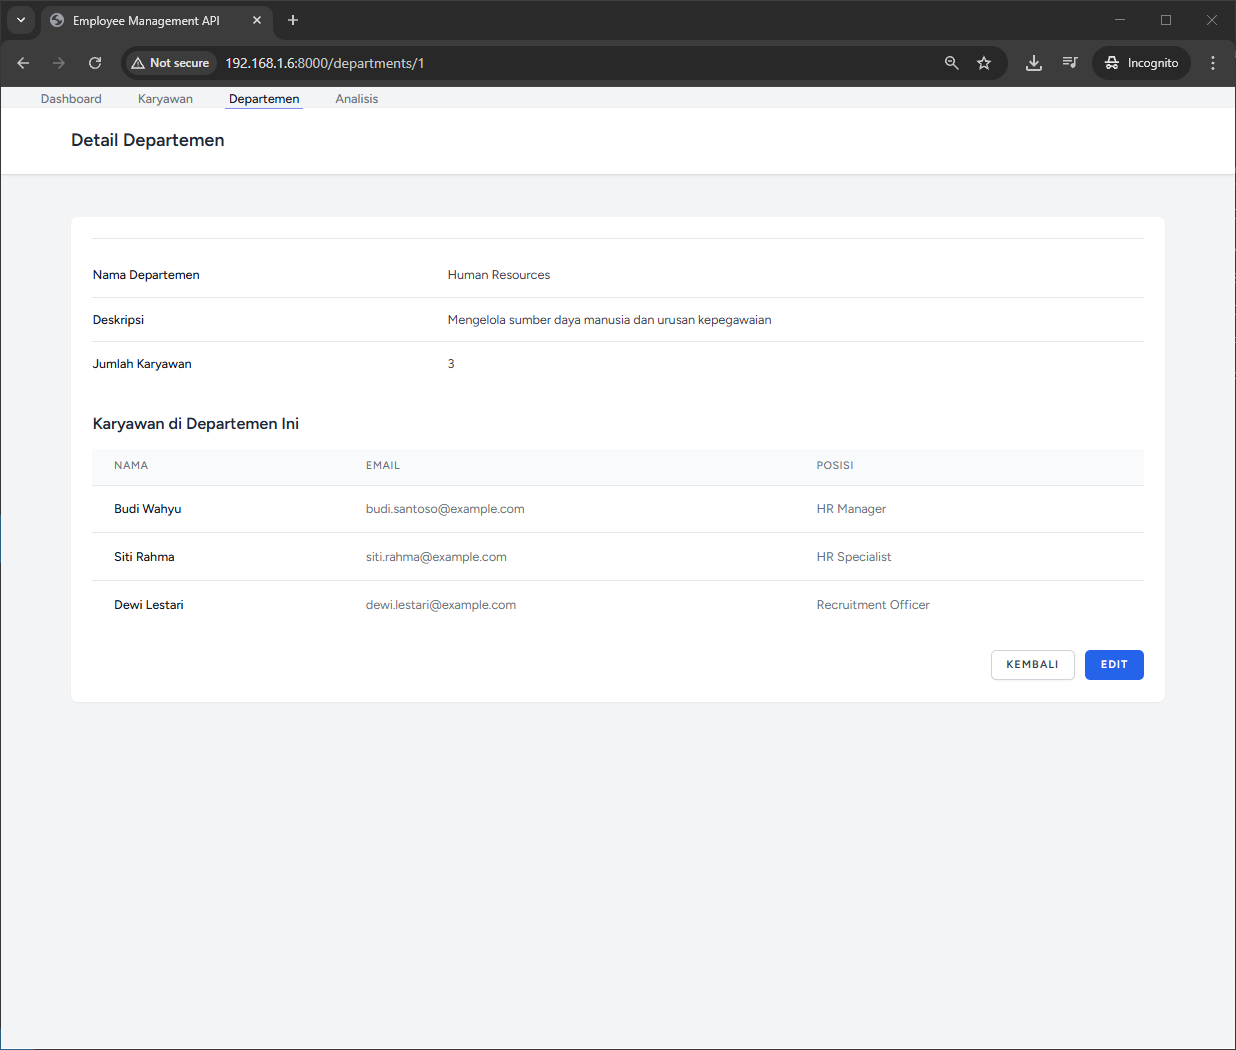 Employee Management API
Not secure 192.168.1.6:8000/departments/1 Incognito
Dashboard Karyawan Departemen Analisis
Detail Departemen
Nama Departemen Human Resources
Deskripsi Mengelola sumber daya manusia dan urusan kepegawaian
Jumlah Karyawan 3
Karyawan di Departemen Ini
NAMA EMAIL POSISI
Budi Wahyu budi.santoso@example.com HR Manager
Siti Rahma siti.rahma@example.com HR Specialist
Dewi Lestari dewi.lestari@example.com Recruitment Officer
KEMBALI EDIT